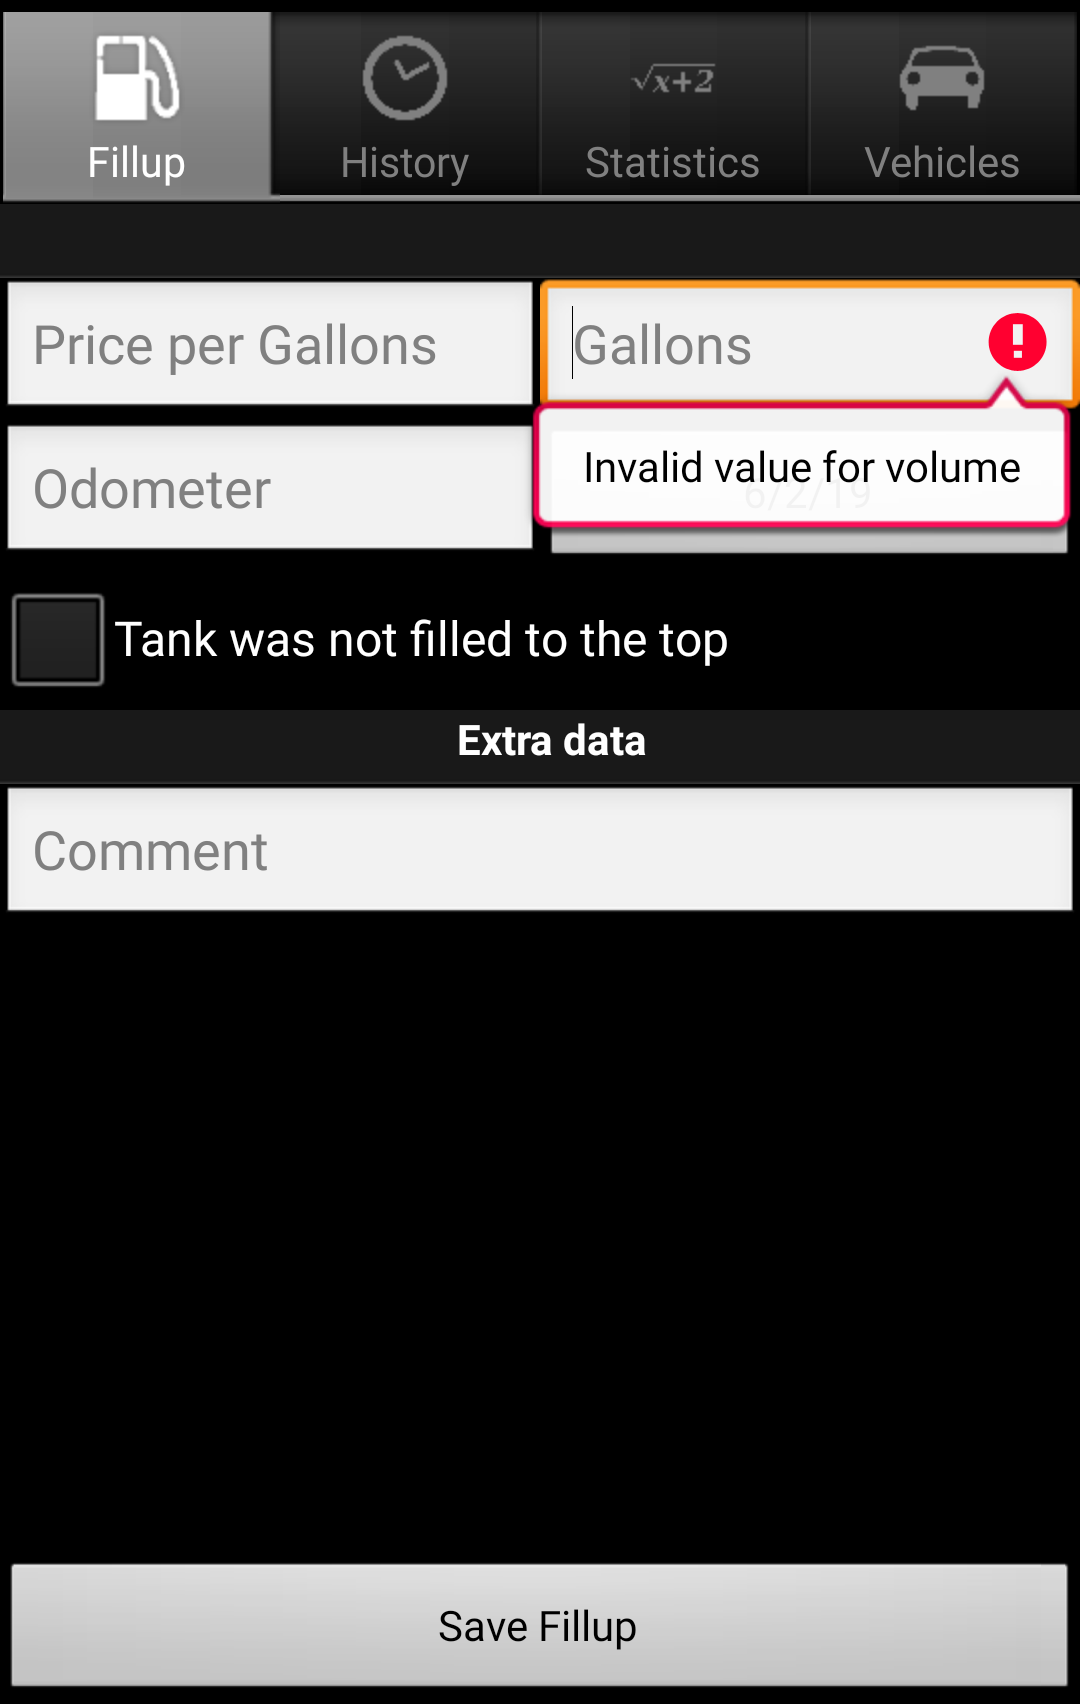 Fillup
History
√x+2
Statistics
Vehicles
Price per Gallons
Gallons
Odometer
Invalid value for volume
6/2/19
Tank was not filled to the top
Extra data
Comment
Save Fillup